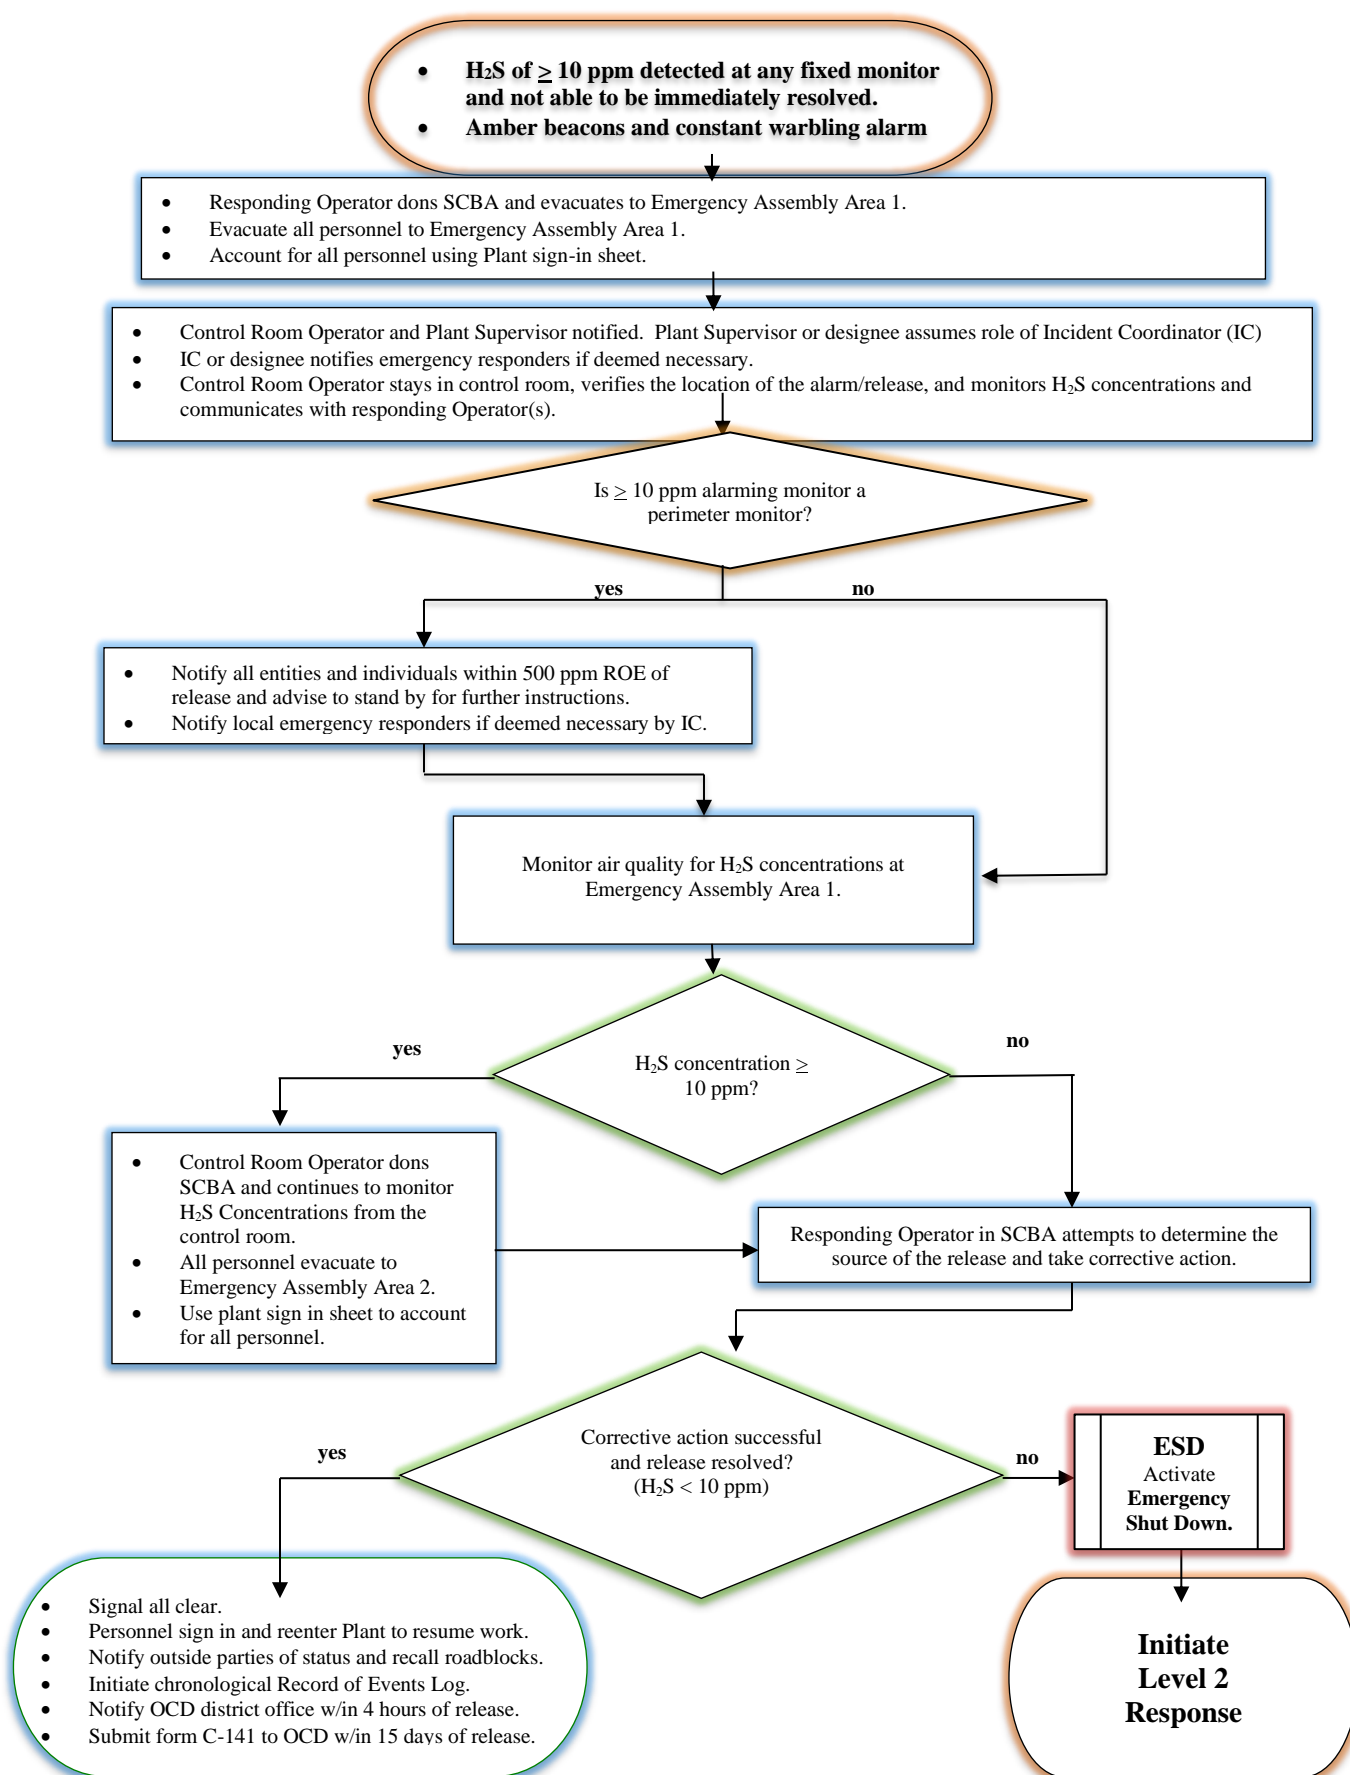 • H₂S of ≥ 10 ppm detected at any fixed monitor
and not able to be immediately resolved.
• Amber beacons and constant warbling alarm
• Responding Operator dons SCBA and evacuates to Emergency Assembly Area 1.
• Evacuate all personnel to Emergency Assembly Area 1.
• Account for all personnel using Plant sign-in sheet.
• Control Room Operator and Plant Supervisor notified. Plant Supervisor or designee assumes role of Incident Coordinator (IC)
• IC or designee notifies emergency responders if deemed necessary.
• Control Room Operator stays in control room, verifies the location of the alarm/release, and monitors H₂S concentrations and
communicates with responding Operator(s).
Is ≥ 10 ppm alarming monitor a
perimeter monitor?
yes
no
• Notify all entities and individuals within 500 ppm ROE of
release and advise to stand by for further instructions.
• Notify local emergency responders if deemed necessary by IC.
Monitor air quality for H₂S concentrations at
Emergency Assembly Area 1.
yes
no
H₂S concentration ≥
10 ppm?
• Control Room Operator dons
SCBA and continues to monitor
H₂S Concentrations from the
control room.
• All personnel evacuate to
Emergency Assembly Area 2.
• Use plant sign in sheet to account
for all personnel.
Responding Operator in SCBA attempts to determine the
source of the release and take corrective action.
yes
Corrective action successful
and release resolved?
(H₂S < 10 ppm)
no
ESD
Activate
Emergency
Shut Down.
• Signal all clear.
• Personnel sign in and reenter Plant to resume work.
• Notify outside parties of status and recall roadblocks.
• Initiate chronological Record of Events Log.
• Notify OCD district office w/in 4 hours of release.
• Submit form C-141 to OCD w/in 15 days of release.
Initiate
Level 2
Response